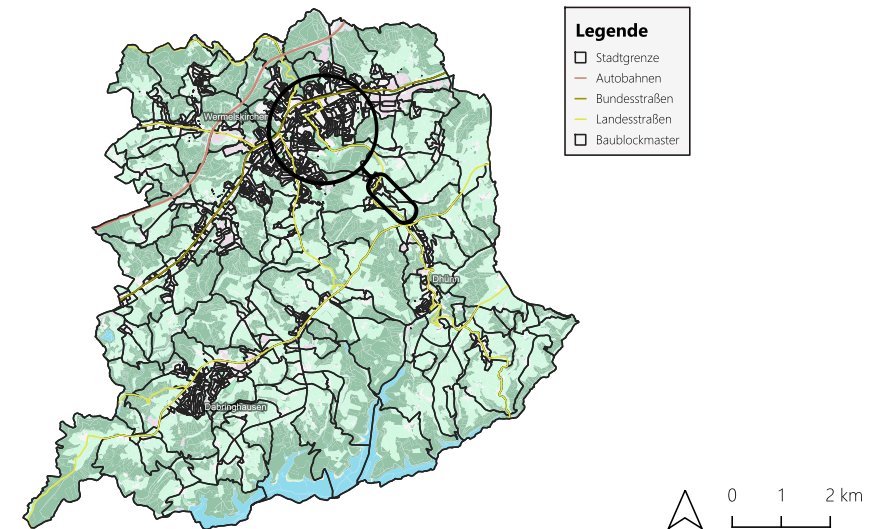 Legende
Stadtgrenze
Autobahnen
Bundesstraßen
Landesstraßen
Baublockmaster
Wermelskirchen
Dhünn
Dabringhausen
0 1 2 km